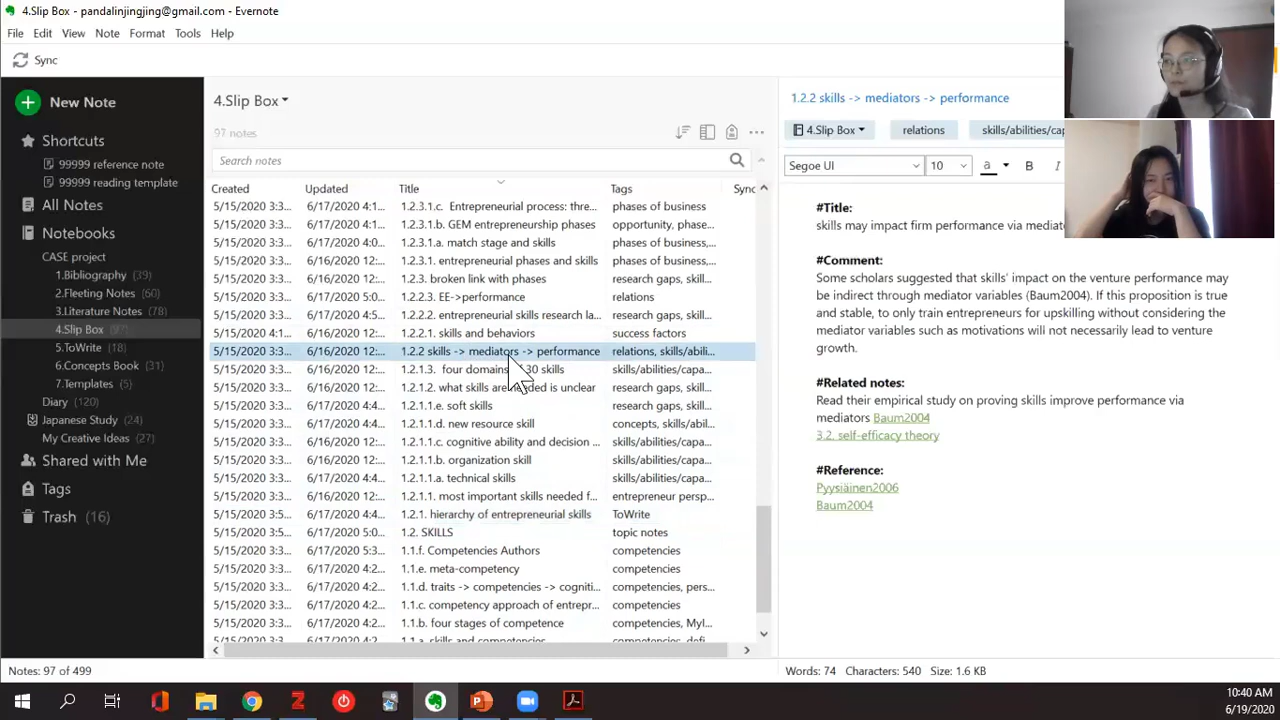 4.Slip Box - pandalinjingjing@gmail.com - Evernote
File Edit View Note Format Tools Help
Sync
New Note
Shortcuts
99999 reference note
99999 reading template
All Notes
Notebooks
CASE project
1.Bibliography (39)
2.Fleeting Notes (60)
3.Literature Notes (78)
4.Slip Box (97)
5.ToWrite (18)
6.Concepts Book (31)
7.Templates (5)
Diary (120)
Japanese Study (24)
My Creative Ideas (27)
Shared with Me
Tags
Trash (16)
4.Slip Box
97 notes
Search notes
Created Updated Title Tags Sync
5/15/2020 3:3... 6/17/2020 4:1... 1.2.3.1.c. Entrepreneurial process: thre... phases of business
5/15/2020 3:3... 6/17/2020 4:1... 1.2.3.1.b. GEM entrepreneurship phases opportunity, phase...
5/15/2020 3:3... 6/17/2020 4:0... 1.2.3.1.a. match stage and skills phases of business,...
5/15/2020 3:3... 6/16/2020 12:... 1.2.3.1. entrepreneurial phases and skills phases of business,...
5/15/2020 3:3... 6/16/2020 12:... 1.2.3. broken link with phases research gaps, skill...
5/15/2020 3:3... 6/17/2020 5:0... 1.2.2.3. EE->performance relations
5/15/2020 3:3... 6/16/2020 12:... 1.2.2.2. entrepreneurial skills research la... research gaps, skill...
5/15/2020 4:1... 6/16/2020 12:... 1.2.2.1. skills and behaviors success factors
5/15/2020 3:3... 6/16/2020 12:... 1.2.2 skills -> mediators -> performance relations, skills/abili...
5/15/2020 3:3... 6/16/2020 12:... 1.2.1.3. four domains 30 skills skills/abilities/capa...
5/15/2020 3:3... 6/16/2020 12:... 1.2.1.2. what skills are needed is unclear research gaps, skill...
5/15/2020 3:3... 6/17/2020 4:4... 1.2.1.1.e. soft skills research gaps, skill...
5/15/2020 3:3... 6/17/2020 4:4... 1.2.1.1.d. new resource skill concepts, skills/abil...
5/15/2020 3:3... 6/16/2020 12:... 1.2.1.1.c. cognitive ability and decision ... skills/abilities/capa...
5/15/2020 3:3... 6/16/2020 12:... 1.2.1.1.b. organization skill skills/abilities/capa...
5/15/2020 3:3... 6/17/2020 4:4... 1.2.1.1.a. technical skills skills/abilities/capa...
5/15/2020 3:3... 6/16/2020 12:... 1.2.1.1. most important skills needed f... entrepreneur persp...
5/15/2020 3:5... 6/17/2020 4:4... 1.2.1. hierarchy of entrepreneurial skills ToWrite
5/15/2020 3:5... 6/17/2020 5:0... 1.2. SKILLS topic notes
5/15/2020 3:3... 6/17/2020 5:3... 1.1.f. Competencies Authors competencies
5/15/2020 3:3... 6/17/2020 4:2... 1.1.e. meta-competency competencies
5/15/2020 3:3... 6/17/2020 4:2... 1.1.d. traits -> competencies -> cogniti... competencies, pers...
5/15/2020 3:3... 6/17/2020 4:2... 1.1.c. competency approach of entrepr... competencies
5/15/2020 3:3... 6/17/2020 4:2... 1.1.b. four stages of competence competencies, MyI...
5/15/2020 3:3... 6/17/2020 4:2... 1.1.a. skills and competencies competencies, defi...
Notes: 97 of 499
1.2.2 skills -> mediators -> performance
4.Slip Box relations skills/abilities/cap
Segoe UI 10 a B I
#Title:
skills may impact firm performance via mediat
#Comment:
Some scholars suggested that skills' impact on the venture performance may
be indirect through mediator variables (Baum2004). If this proposition is true
and stable, to only train entrepreneurs for upskilling without considering the
mediator variables such as motivations will not necessarily lead to venture
growth.
#Related notes:
Read their empirical study on proving skills improve performance via
mediators Baum2004
3.2. self-efficacy theory
#Reference:
Pyysiäinen2006
Baum2004
Words: 74 Characters: 540 Size: 1.6 KB
10:40 AM
6/19/2020